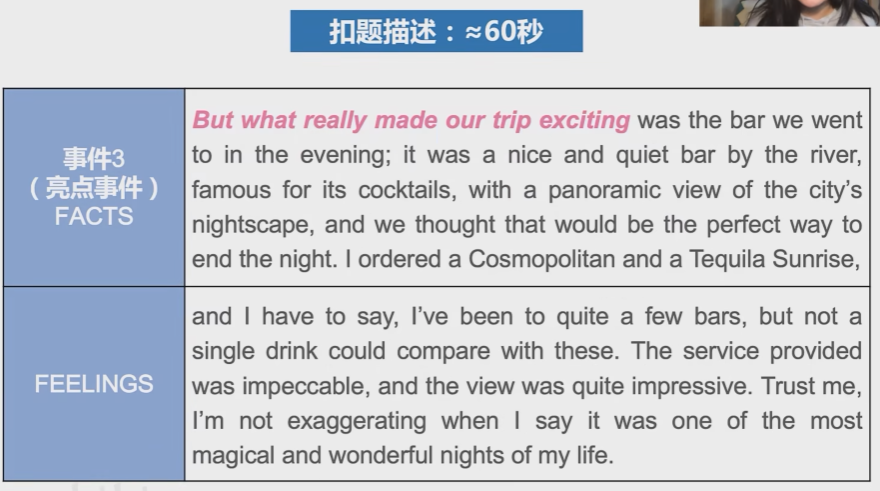 扣题描述：≈60秒
事件3
（亮点事件）
FACTS
But what really made our trip exciting was the bar we went
to in the evening; it was a nice and quiet bar by the river,
famous for its cocktails, with a panoramic view of the city’s
nightscape, and we thought that would be the perfect way to
end the night. I ordered a Cosmopolitan and a Tequila Sunrise,
FEELINGS
and I have to say, I’ve been to quite a few bars, but not a
single drink could compare with these. The service provided
was impeccable, and the view was quite impressive. Trust me,
I’m not exaggerating when I say it was one of the most
magical and wonderful nights of my life.